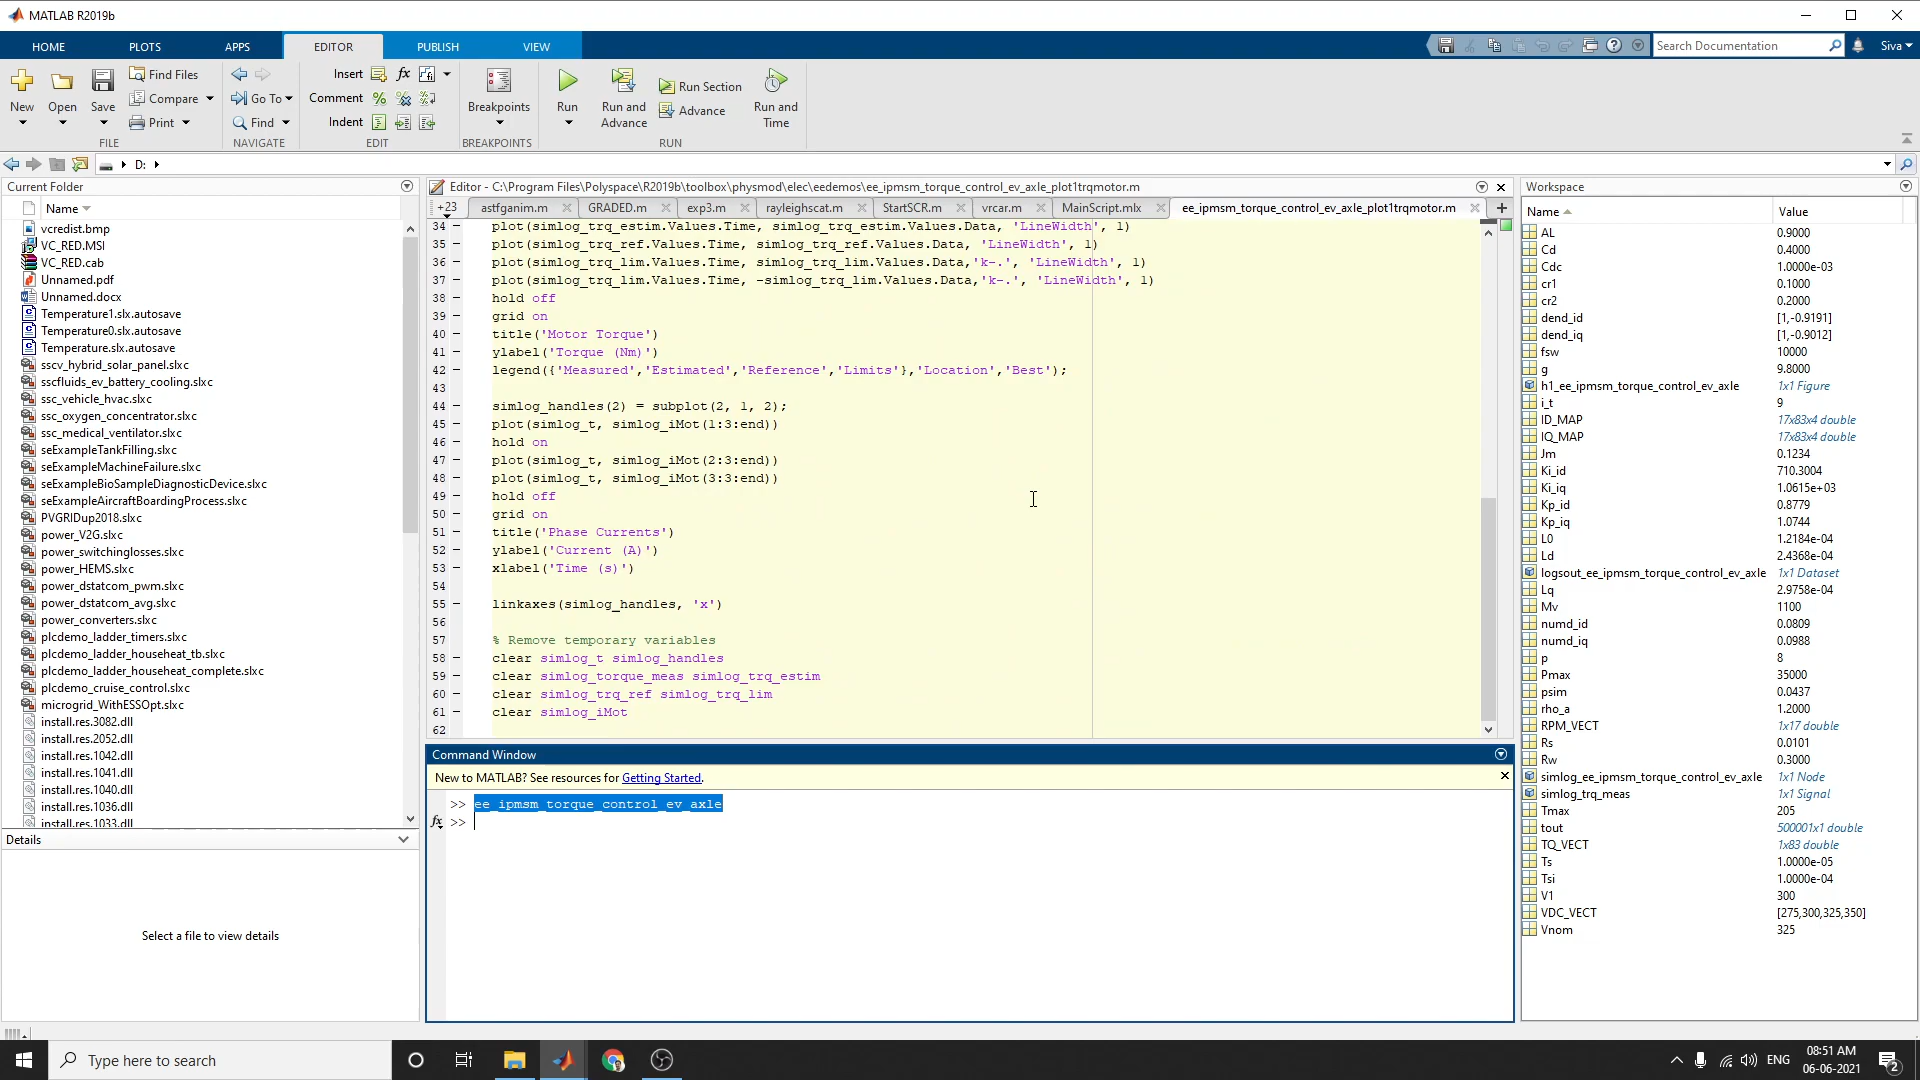 MATLAB R2019b
HOME PLOTS APPS EDITOR PUBLISH VIEW
Search Documentation
Siva
New
Open
Save
Find Files
Compare
Print
FILE
Go To
Find
NAVIGATE
Insert
Comment
Indent
EDIT
Breakpoints
BREAKPOINTS
Run
Run and Advance
Run Section
Advance
Run and Time
RUN
D:
Current Folder
Name
vcredist.bmp
VC_RED.MSI
VC_RED.cab
Unnamed.pdf
Unnamed.docx
Temperature1.slx.autosave
Temperature0.slx.autosave
Temperature.slx.autosave
sscv_hybrid_solar_panel.slxc
sscfluids_ev_battery_cooling.slxc
ssc_vehicle_hvac.slxc
ssc_oxygen_concentrator.slxc
ssc_medical_ventilator.slxc
seExampleTankFilling.slxc
seExampleMachineFailure.slxc
seExampleBioSampleDiagnosticDevice.slxc
seExampleAircraftBoardingProcess.slxc
PVGRIDup2018.slxc
power_V2G.slxc
power_switchinglosses.slxc
power_HEMS.slxc
power_dstatcom_pwm.slxc
power_dstatcom_avg.slxc
power_converters.slxc
plcdemo_ladder_timers.slxc
plcdemo_ladder_househeat_tb.slxc
plcdemo_ladder_househeat_complete.slxc
plcdemo_cruise_control.slxc
microgrid_WithESSOpt.slxc
install.res.3082.dll
install.res.2052.dll
install.res.1042.dll
install.res.1041.dll
install.res.1040.dll
install.res.1036.dll
install.res.1033.dll
Details
Select a file to view details
Editor - C:\Program Files\Polyspace\R2019b\toolbox\physmod\elec\eedemos\ee_ipmsm_torque_control_ev_axle_plot1trqmotor.m
+23 astfganim.m GRADED.m exp3.m rayleighscat.m StartSCR.m vrcar.m MainScript.mlx ee_ipmsm_torque_control_ev_axle_plot1trqmotor.m
34 – plot(simlog_trq_estim.Values.Time, simlog_trq_estim.Values.Data, 'LineWidth', 1)
35 – plot(simlog_trq_ref.Values.Time, simlog_trq_ref.Values.Data, 'LineWidth', 1)
36 – plot(simlog_trq_lim.Values.Time, simlog_trq_lim.Values.Data,'k-.', 'LineWidth', 1)
37 – plot(simlog_trq_lim.Values.Time, -simlog_trq_lim.Values.Data,'k-.', 'LineWidth', 1)
38 – hold off
39 – grid on
40 – title('Motor Torque')
41 – ylabel('Torque (Nm)')
42 – legend({'Measured','Estimated','Reference','Limits'},'Location','Best');
43
44 – simlog_handles(2) = subplot(2, 1, 2);
45 – plot(simlog_t, simlog_iMot(1:3:end))
46 – hold on
47 – plot(simlog_t, simlog_iMot(2:3:end))
48 – plot(simlog_t, simlog_iMot(3:3:end))
49 – hold off
50 – grid on
51 – title('Phase Currents')
52 – ylabel('Current (A)')
53 – xlabel('Time (s)')
54
55 – linkaxes(simlog_handles, 'x')
56
57 % Remove temporary variables
58 – clear simlog_t simlog_handles
59 – clear simlog_torque_meas simlog_trq_estim
60 – clear simlog_trq_ref simlog_trq_lim
61 – clear simlog_iMot
62
Command Window
New to MATLAB? See resources for Getting Started.
>> ee_ipmsm_torque_control_ev_axle
fx >>
Workspace
Name Value
AL 0.9000
Cd 0.4000
Cdc 1.0000e-03
cr1 0.1000
cr2 0.2000
dend_id [1,-0.9191]
dend_iq [1,-0.9012]
fsw 10000
g 9.8000
h1_ee_ipmsm_torque_control_ev_axle 1x1 Figure
i_t 9
ID_MAP 17x83x4 double
IQ_MAP 17x83x4 double
Jm 0.1234
Ki_id 710.3004
Ki_iq 1.0615e+03
Kp_id 0.8779
Kp_iq 1.0744
L0 1.2184e-04
Ld 2.4368e-04
logsout_ee_ipmsm_torque_control_ev_axle 1x1 Dataset
Lq 2.9758e-04
Mv 1100
numd_id 0.0809
numd_iq 0.0988
p 8
Pmax 35000
psim 0.0437
rho_a 1.2000
RPM_VECT 1x17 double
Rs 0.0101
Rw 0.3000
simlog_ee_ipmsm_torque_control_ev_axle 1x1 Node
simlog_trq_meas 1x1 Signal
Tmax 205
tout 500001x1 double
TQ_VECT 1x83 double
Ts 1.0000e-05
Tsi 1.0000e-04
V1 300
VDC_VECT [275,300,325,350]
Vnom 325
Type here to search
ENG
08:51 AM
06-06-2021
2